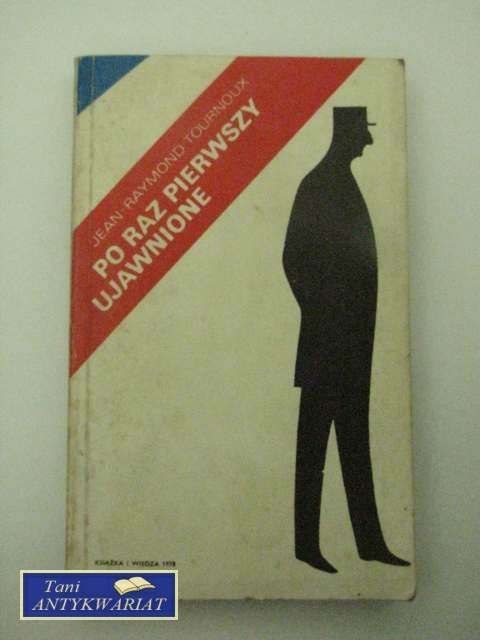 JEAN-RAYMOND TOURNOUX
PO RAZ PIERWSZY
UJAWNIONE
KSIĄŻKA I WIEDZA 1978
Tani
ANTYKWARIAT